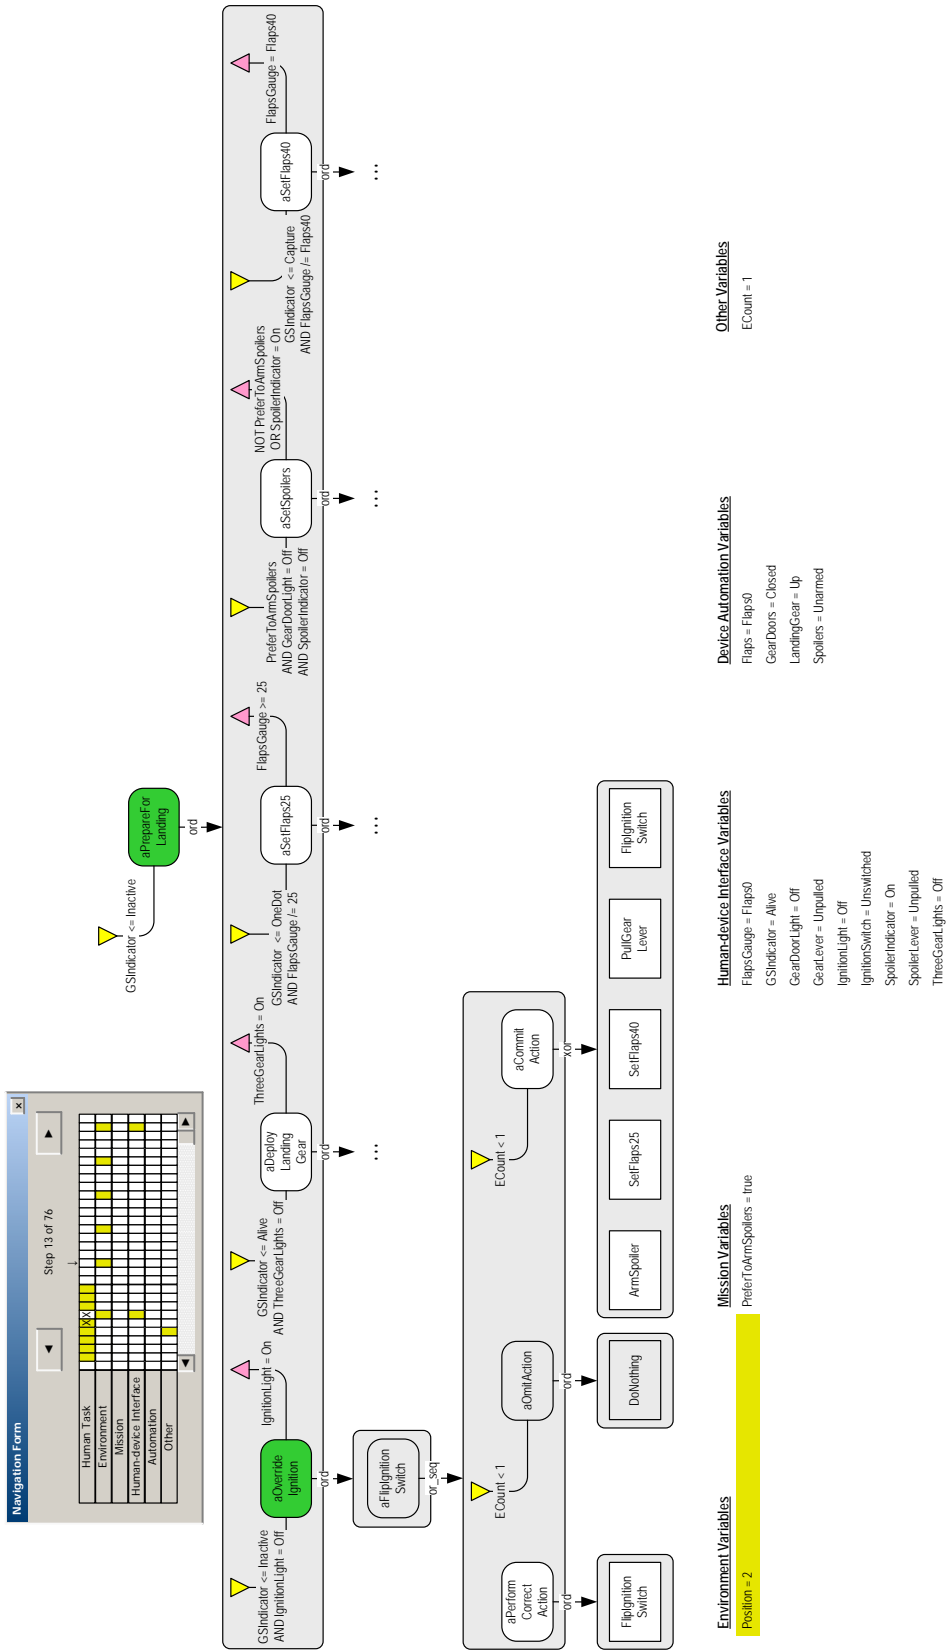 Navigation Form
x
Step 13 of 76
↓
Human Task
X X
Environment
Mission
Human-device Interface
Automation
Other
GSIndicator <= Inactive
aPrepareFor
Landing
ord
GSIndicator <= Inactive
AND IgnitionLight = Off
aOverride
Ignition
IgnitionLight = On
ord
GSIndicator <= Alive
AND ThreeGearLights = Off
aDeploy
Landing
Gear
ThreeGearLights = On
ord
...
GSIndicator <= OneDot
AND FlapsGauge /= 25
aSetFlaps25
FlapsGauge >= 25
ord
...
PreferToArmSpoilers
AND GearDoorLight = Off
AND SpoilerIndicator = Off
aSetSpoilers
NOT PreferToArmSpoilers
OR SpoilerIndicator = On
ord
...
GSIndicator <= Capture
AND FlapsGauge /= Flaps40
aSetFlaps40
FlapsGauge = Flaps40
ord
...
aFlipIgnition
Switch
or_seq
aPerform
Correct
Action
ord
ECount < 1
aOmitAction
ord
ECount < 1
aCommit
Action
xor
FlipIgnition
Switch
DoNothing
ArmSpoiler
SetFlaps25
SetFlaps40
PullGear
Lever
FlipIgnition
Switch
Environment Variables
Position = 2
Mission Variables
PreferToArmSpoilers = true
Human-device Interface Variables
FlapsGauge = Flaps0
GSIndicator = Alive
GearDoorLight = Off
GearLever = Unpulled
IgnitionLight = Off
IgnitionSwitch = Unswitched
SpoilerIndicator = On
SpoilerLever = Unpulled
ThreeGearLights = Off
Device Automation Variables
Flaps = Flaps0
GearDoors = Closed
LandingGear = Up
Spoilers = Unarmed
Other Variables
ECount = 1